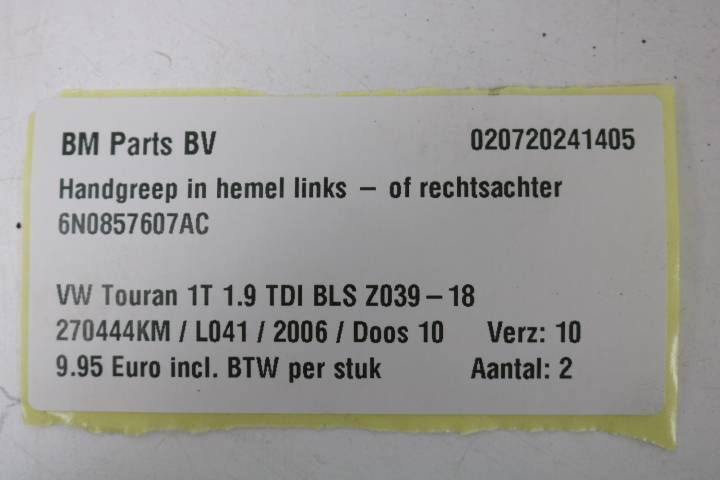 BM Parts BV 020720241405
Handgreep in hemel links – of rechtsachter
6N0857607AC
VW Touran 1T 1.9 TDI BLS Z039 – 18
270444KM / L041 / 2006 / Doos 10 Verz: 10
9.95 Euro incl. BTW per stuk Aantal: 2